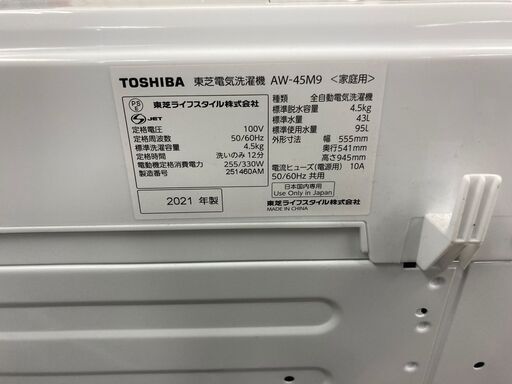 TOSHIBA 東芝電気洗濯機 AW-45M9 <家庭用>
PS
E
東芝ライフスタイル株式会社
JET
定格電圧 100V
定格周波数 50/60Hz
標準洗濯容量 4.5kg
定格時間 洗いのみ 12分
電動機定格消費電力 255/330W
製造番号 251460AM
2021 年製
種類 全自動電気洗濯機
標準脱水容量 4.5kg
標準水量 43L
標準使用水量 95L
外形寸法 幅 555mm
奥行541mm
高さ945mm
電流ヒューズ(電源用) 10A
50/60Hz 共用
日本国内専用
Use Only in Japan
東芝ライフスタイル株式会社
MADE IN CHINA